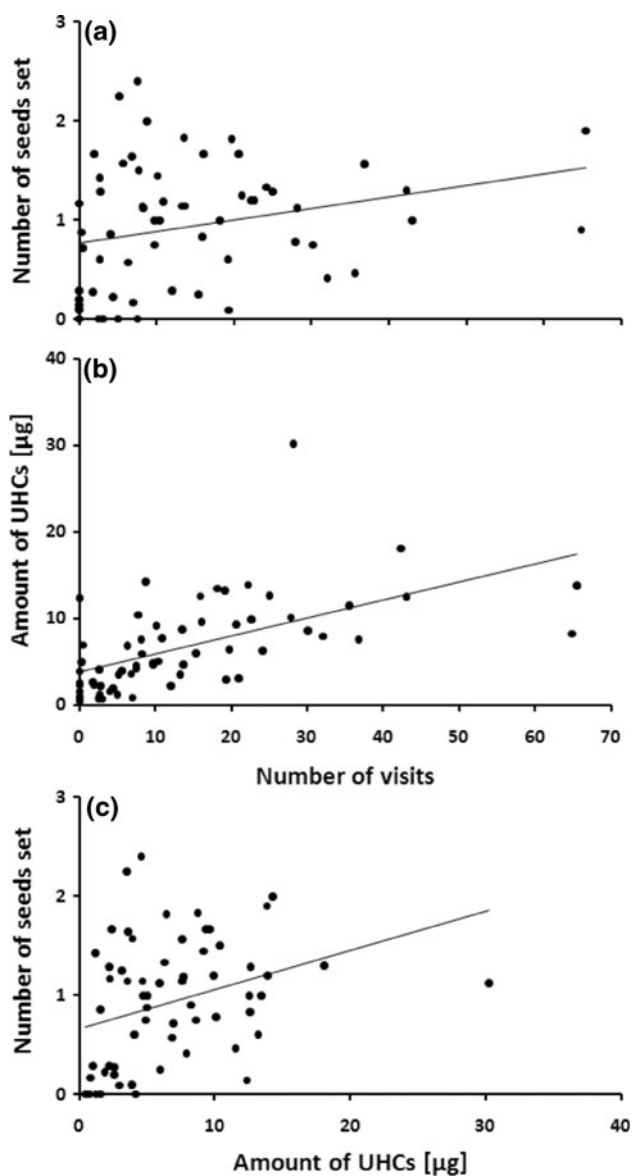 (a)
Number of seeds set
3
2
1
0
(b)
Amount of UHCs [µg]
40
30
20
10
0
0 10 20 30 40 50 60 70
Number of visits
(c)
Number of seeds set
3
2
1
0
0 10 20 30 40
Amount of UHCs [µg]